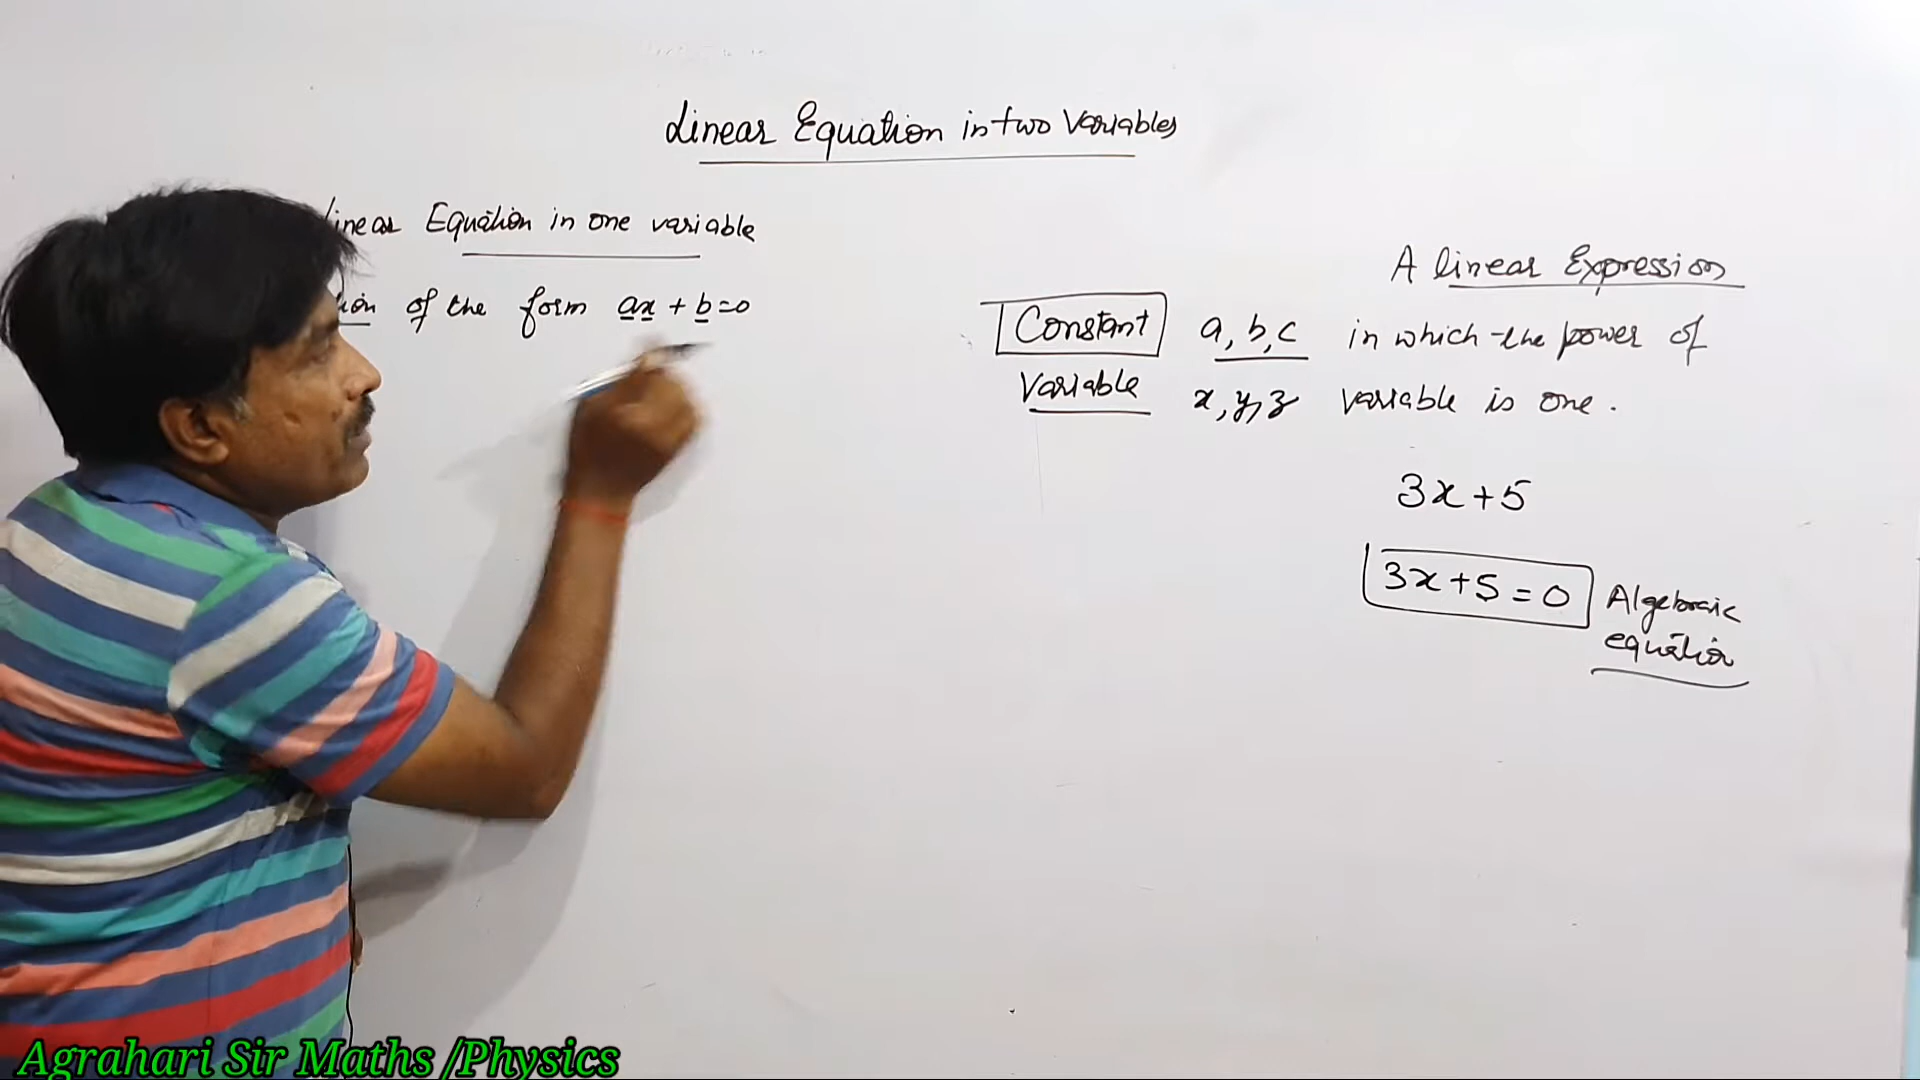 Linear Equation in two Variables
Linear Equation in one variable
of the form ax + b=0
A linear Expression
Constant a, b, c in which the power of
Variable x, y, z variable is one.
3x+5
3x+5=0 Algebraic
equation
Agrahari Sir Maths /Physics